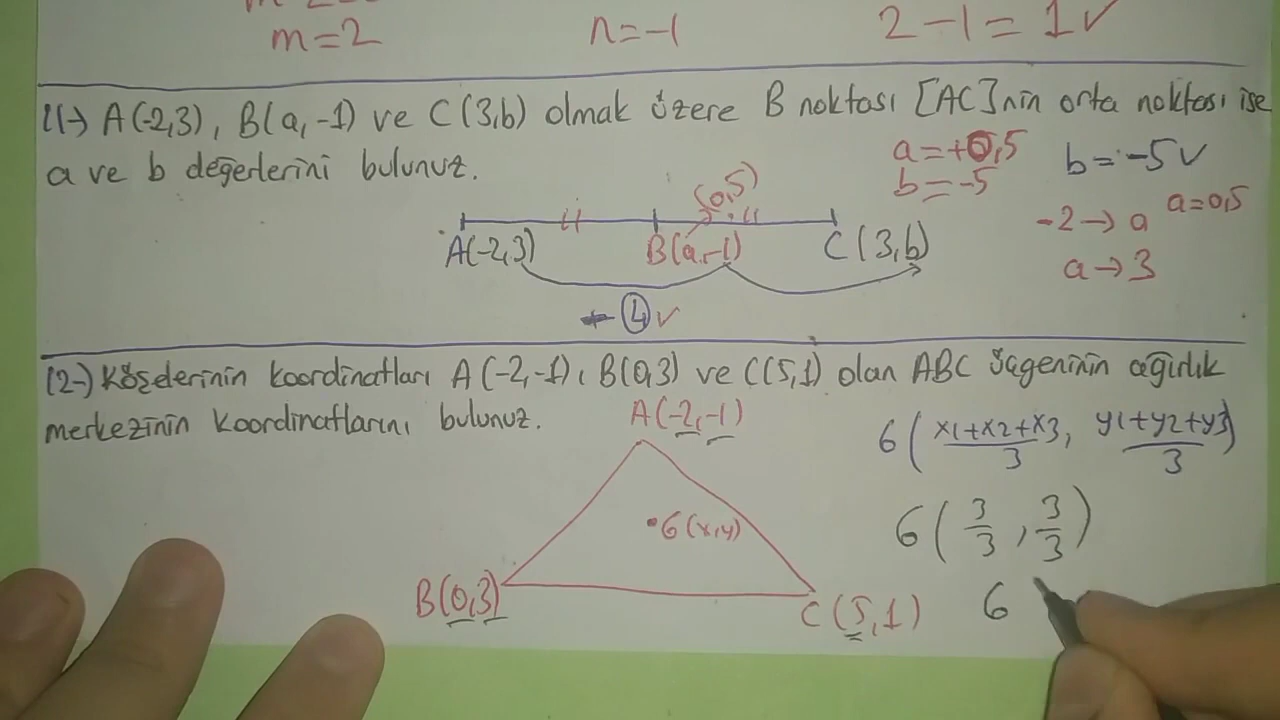 m=2
n=-1
2-1=1✓
11-) A(-2,3), B(a,-1) ve C(3,b) olmak üzere B noktası [AC]nin orta noktası ise
a ve b değerlerini bulunuz.
a=+0,5
b=-5
b=-5✓
-2→a
a=0,5
a→3
(0,5)
A(-2,3)
B(a,-1)
C(3,b)
4✓
12-) Köşelerinin koordinatları A(-2,-1), B(0,3) ve C(5,1) olan ABC üçgeninin ağırlık
merkezinin koordinatlarını bulunuz.
A(-2,-1)
G(x,y)
B(0,3)
C(5,1)
G(x1+x2+x3/3, y1+y2+y3/3)
G(3/3, 3/3)
G